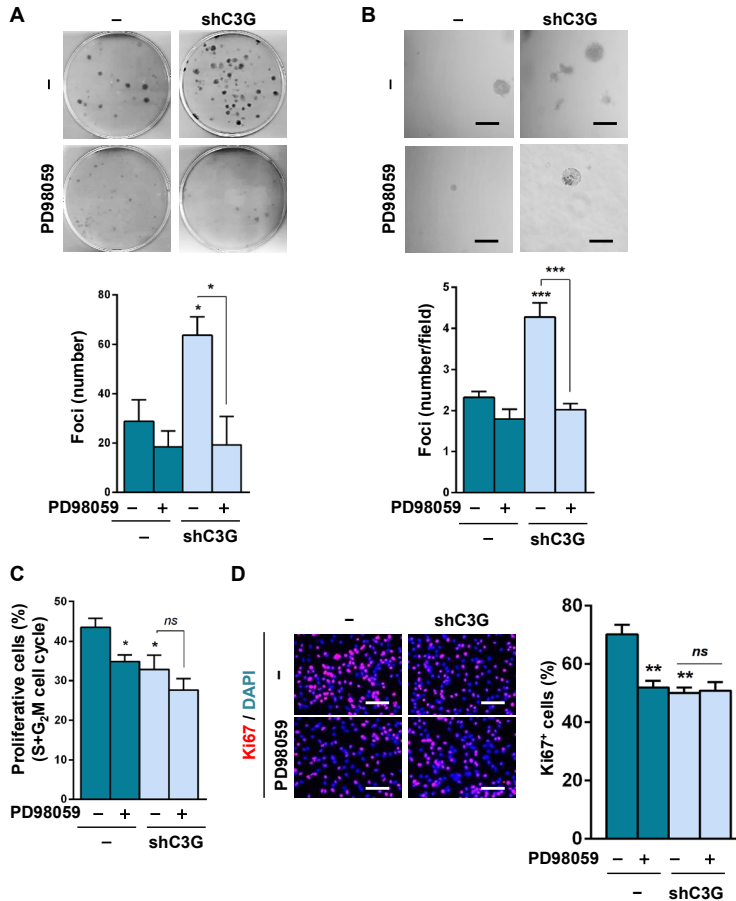 A
– shC3G
–
PD98059
Foci (number)
80
60
40
20
0
*
*
PD98059 – + – +
– shC3G
B
– shC3G
–
PD98059
Foci (number/field)
5
4
3
2
1
0
***
***
PD98059 – + – +
– shC3G
C
Proliferative cells (%)
(S+G2M cell cycle)
50
40
30
20
10
0
* * ns
PD98059 – + – +
– shC3G
D
– shC3G
Ki67 / DAPI
–
PD98059
Ki67+ cells (%)
80
60
40
20
0
** ** ns
PD98059 – + – +
– shC3G